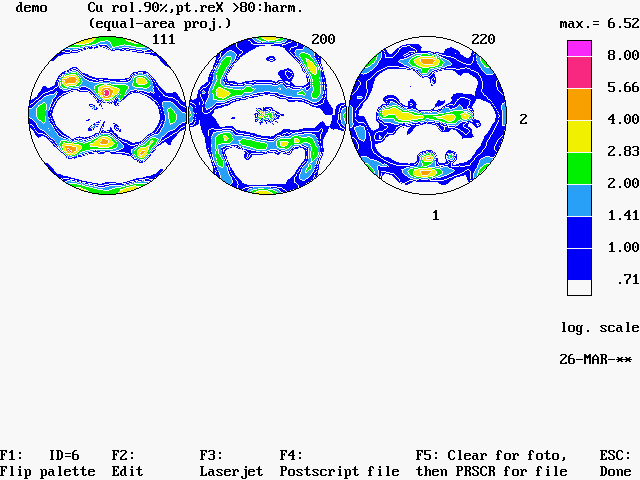 demo Cu rol.90%,pt.reX >80:harm.
(equal-area proj.)
max.= 6.52
111 200 220
8.00
5.66
4.00
2
2.83
2.00
1
1.41
1.00
.71
log. scale
26-MAR-**
F1: ID=6 F2: F3: F4: F5: Clear for foto, ESC:
Flip palette Edit Laserjet Postscript file then PRSCR for file Done